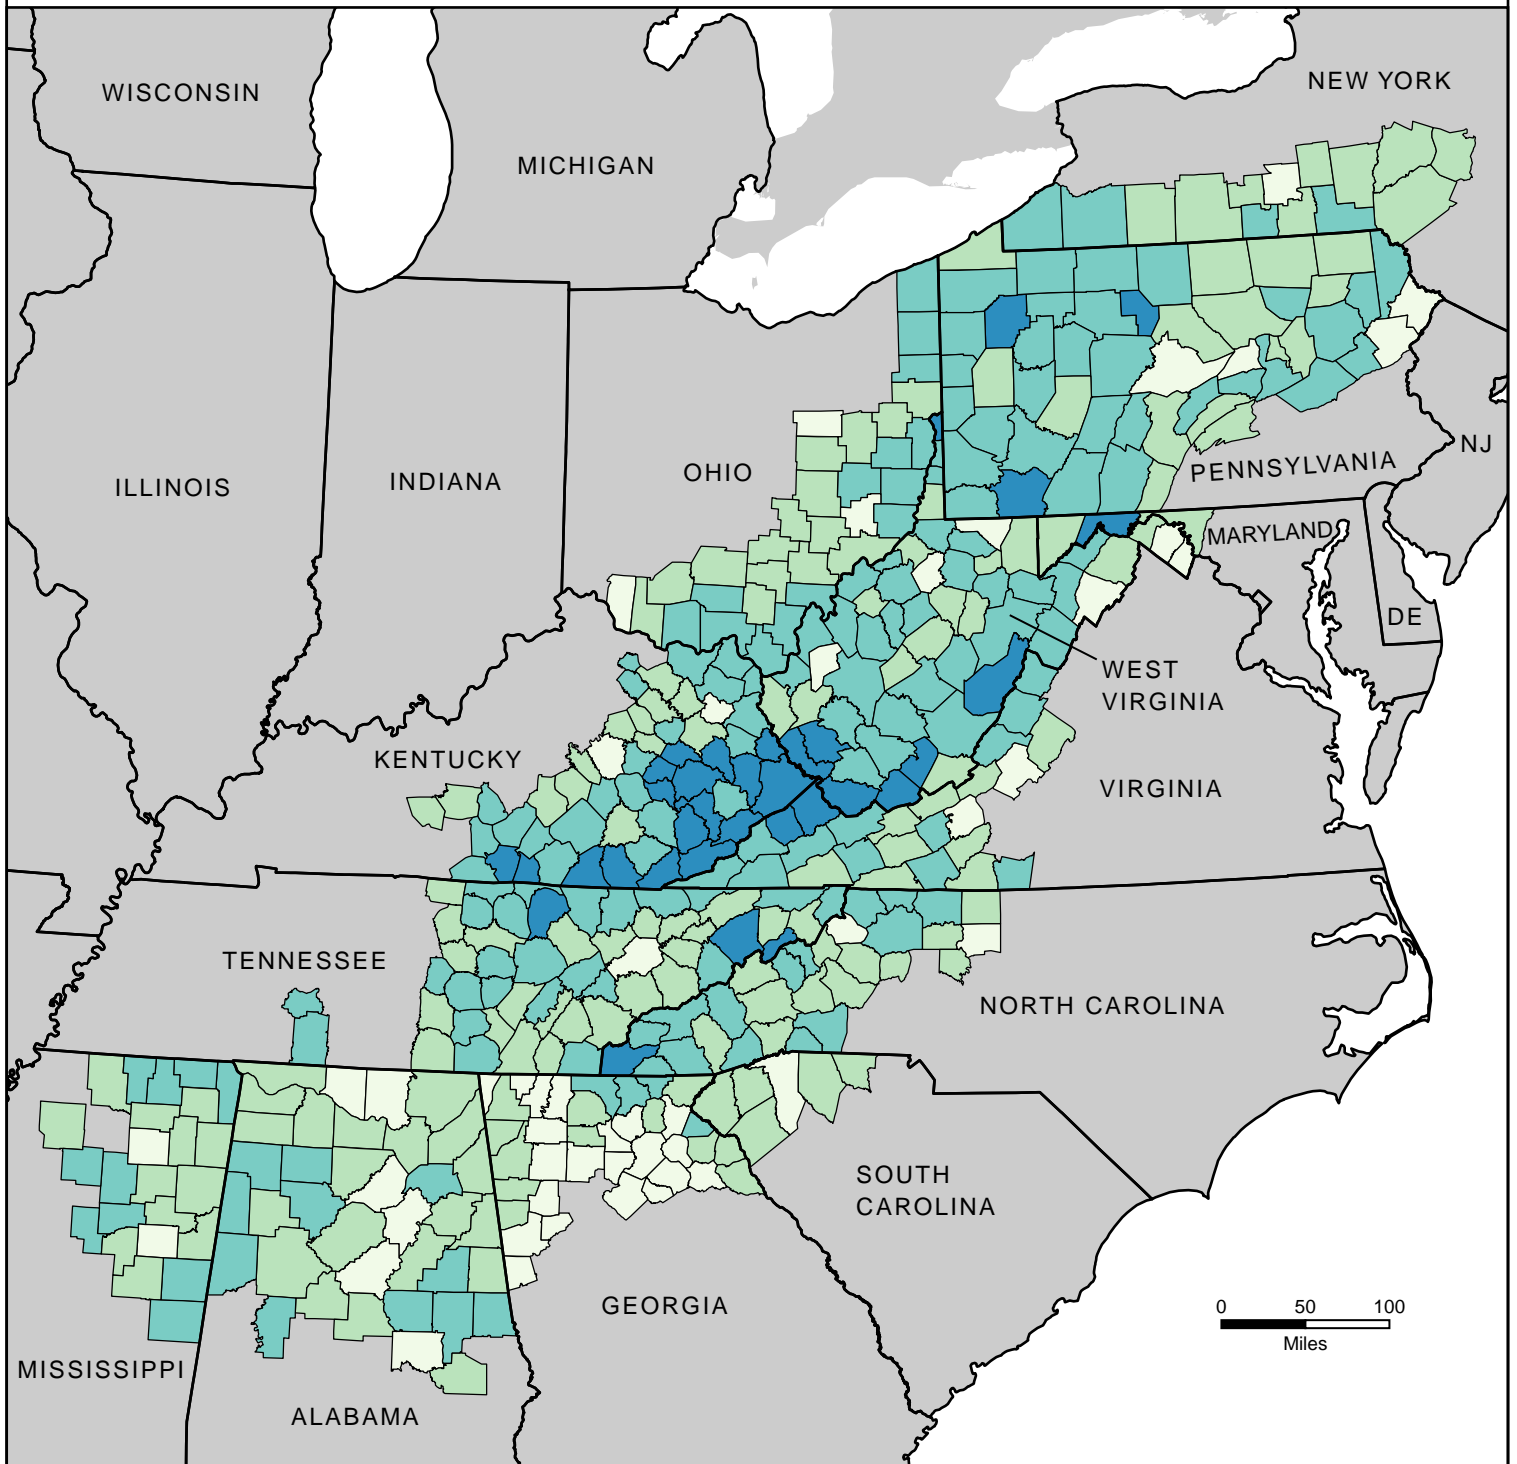 NEW YORK
WISCONSIN
MICHIGAN
NJ
PENNSYLVANIA
OHIO
INDIANA
ILLINOIS
MARYLAND
DE
WEST
VIRGINIA
KENTUCKY
VIRGINIA
TENNESSEE
NORTH CAROLINA
SOUTH
CAROLINA
GEORGIA
0 50 100
Miles
MISSISSIPPI
ALABAMA